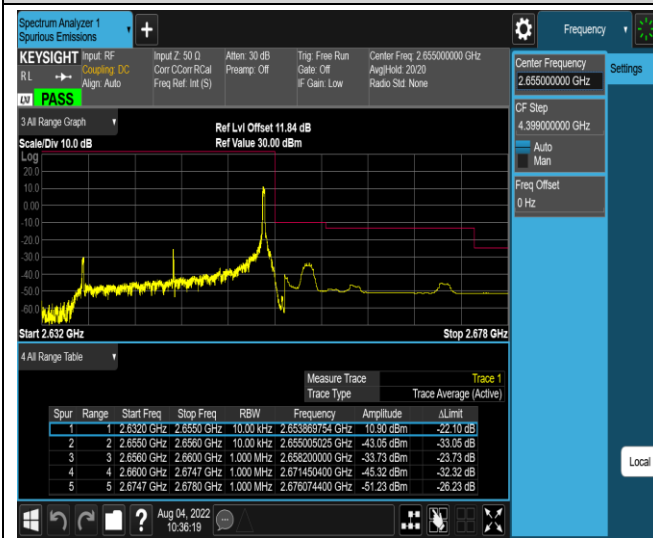 Spectrum Analyzer 1
Spurious Emissions
+
Frequency
KEYSIGHT
RL
LXI
PASS
Input: RF
Coupling: DC
Align: Auto
Input Z: 50 Ω
Corr CCorr RCal
Freq Ref: Int (S)
Atten: 30 dB
Preamp: Off
Trig: Free Run
Gate: Off
IF Gain: Low
Center Freq: 2.655000000 GHz
Avg|Hold: 20/20
Radio Std: None
Center Frequency
2.655000000 GHz
Settings
CF Step
4.399000000 GHz
Auto
Man
Freq Offset
0 Hz
3 All Range Graph
Scale/Div 10.0 dB
Ref Lvl Offset 11.84 dB
Ref Value 30.00 dBm
Log
20.0
10.0
0.00
-10.0
-20.0
-30.0
-40.0
-50.0
-60.0
Start 2.632 GHz
Stop 2.678 GHz
4 All Range Table
Measure Trace Trace 1
Trace Type Trace Average (Active)
Spur Range Start Freq Stop Freq RBW Frequency Amplitude ΔLimit
1 1 2.6320 GHz 2.6550 GHz 10.00 kHz 2.653869754 GHz 10.90 dBm -22.10 dB
2 2 2.6550 GHz 2.6560 GHz 10.00 kHz 2.655005025 GHz -43.05 dBm -33.05 dB
3 3 2.6560 GHz 2.6600 GHz 1.000 MHz 2.658200000 GHz -33.73 dBm -23.73 dB
4 4 2.6600 GHz 2.6747 GHz 1.000 MHz 2.671450400 GHz -45.32 dBm -32.32 dB
5 5 2.6747 GHz 2.6780 GHz 1.000 MHz 2.676074400 GHz -51.23 dBm -26.23 dB
Local
?
Aug 04, 2022
10:36:19